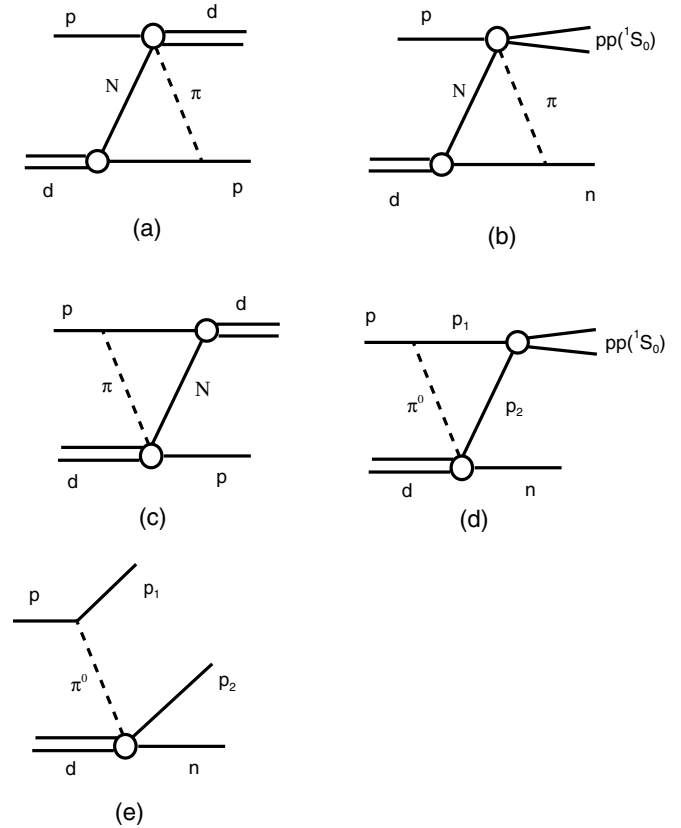 p d
N π
d p
(a)
p pp(¹S₀)
N π
d n
(b)
p d
π N
d p
(c)
p p₁ pp(¹S₀)
π⁰ p₂
d n
(d)
p p₁
π⁰ p₂
d n
(e)